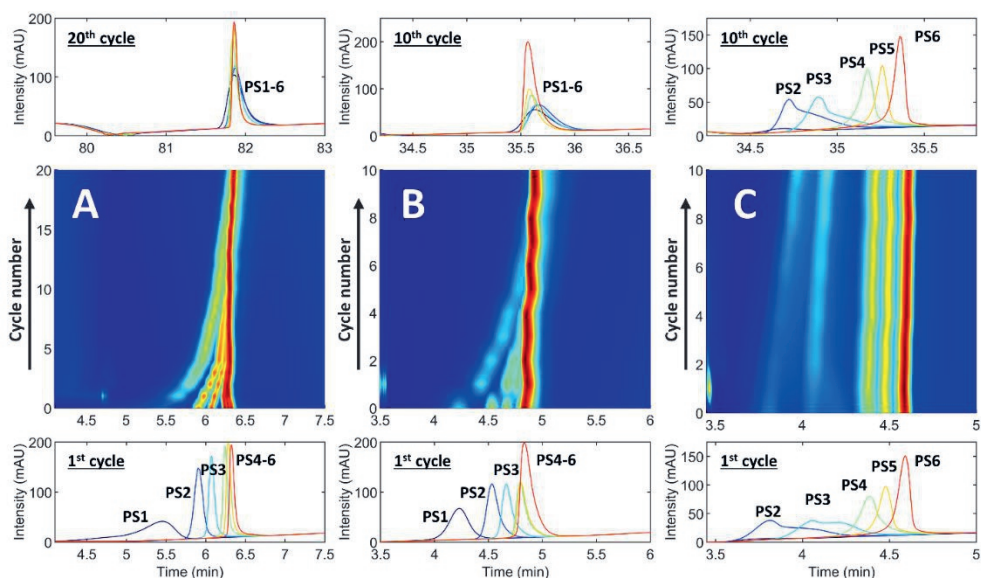 Intensity (mAU)
200
100
0
20th cycle
PS1-6
80 81 82 83
Intensity (mAU)
200
100
0
10th cycle
PS1-6
34.5 35 35.5 36 36.5
Intensity (mAU)
150
100
50
0
10th cycle
PS2
PS3
PS4
PS5
PS6
34.5 35 35.5
Cycle number
20
15
10
5
0
A
4.5 5 5.5 6 6.5 7 7.5
Cycle number
10
8
6
4
2
0
B
3.5 4 4.5 5 5.5 6
Cycle number
10
8
6
4
2
0
C
3.5 4 4.5 5
Intensity (mAU)
200
100
0
1st cycle
PS1
PS2
PS3
PS4-6
4.5 5 5.5 6 6.5 7 7.5
Time (min)
Intensity (mAU)
200
100
0
1st cycle
PS1
PS2
PS3
PS4-6
3.5 4 4.5 5 5.5 6
Time (min)
Intensity (mAU)
150
100
50
0
1st cycle
PS2
PS3
PS4
PS5
PS6
3.5 4 4.5 5
Time (min)